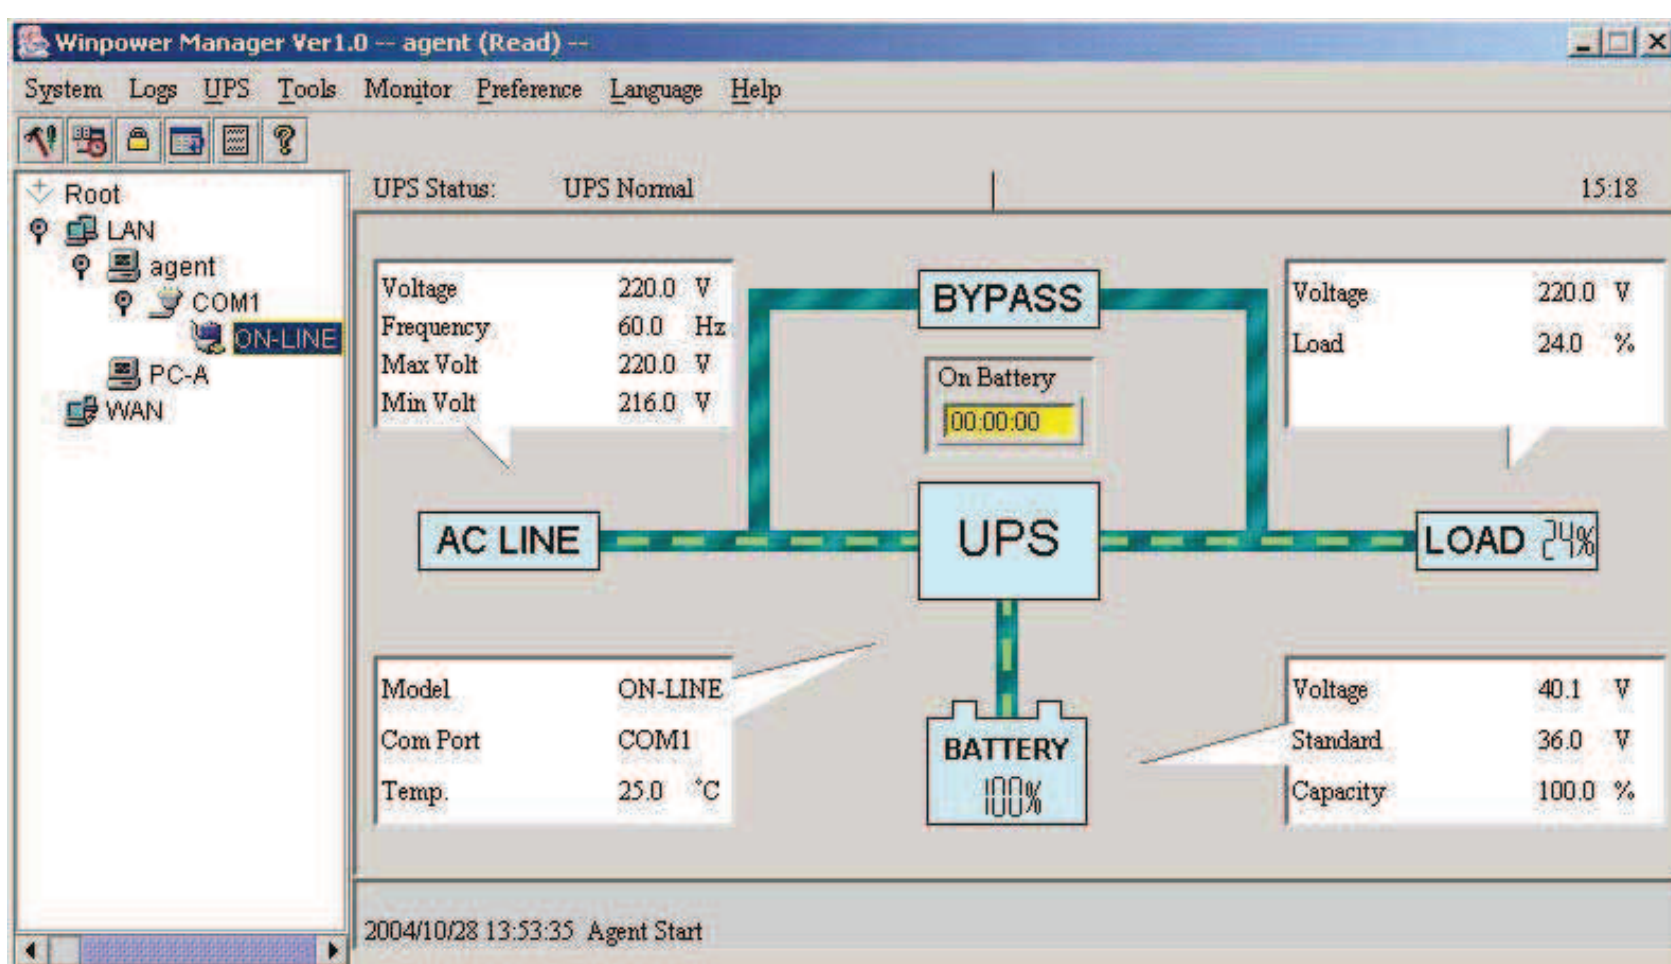 Winpower Manager Ver1.0 -- agent (Read) --
System Logs UPS Tools Monitor Preference Language Help
Root
LAN
agent
COM1
ON-LINE
PC-A
WAN
UPS Status: UPS Normal 15:18
Voltage 220.0 V
Frequency 60.0 Hz
Max Volt 220.0 V
Min Volt 216.0 V
BYPASS
On Battery
00:00:00
Voltage 220.0 V
Load 24.0 %
AC LINE
UPS
LOAD 24%
Model ON-LINE
Com Port COM1
Temp. 25.0 °C
BATTERY
100%
Voltage 40.1 V
Standard 36.0 V
Capacity 100.0 %
2004/10/28 13:53:35 Agent Start